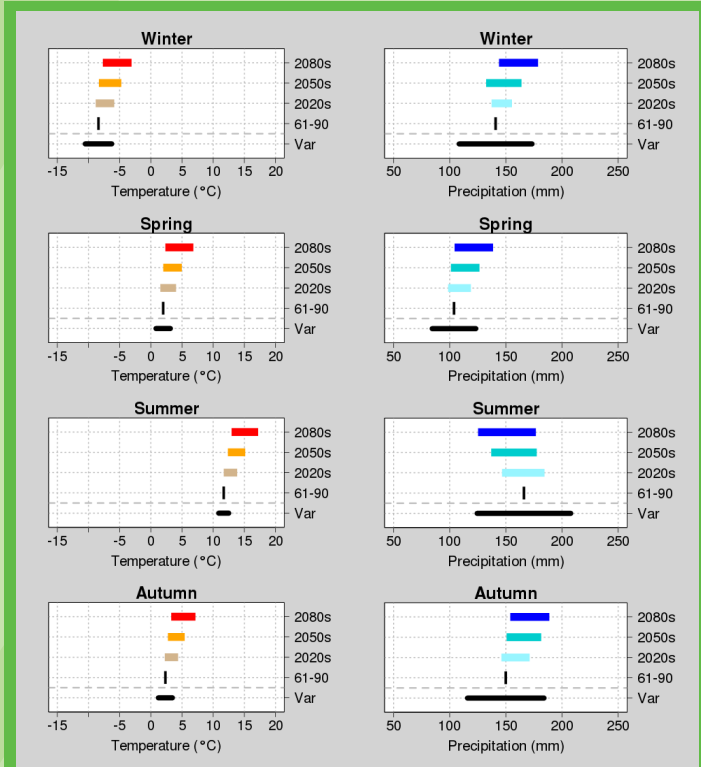 Winter
2080s
2050s
2020s
61-90
Var
-15 -5 0 5 10 15 20
Temperature (°C)
Winter
2080s
2050s
2020s
61-90
Var
50 100 150 200 250
Precipitation (mm)
Spring
2080s
2050s
2020s
61-90
Var
-15 -5 0 5 10 15 20
Temperature (°C)
Spring
2080s
2050s
2020s
61-90
Var
50 100 150 200 250
Precipitation (mm)
Summer
2080s
2050s
2020s
61-90
Var
-15 -5 0 5 10 15 20
Temperature (°C)
Summer
2080s
2050s
2020s
61-90
Var
50 100 150 200 250
Precipitation (mm)
Autumn
2080s
2050s
2020s
61-90
Var
-15 -5 0 5 10 15 20
Temperature (°C)
Autumn
2080s
2050s
2020s
61-90
Var
50 100 150 200 250
Precipitation (mm)